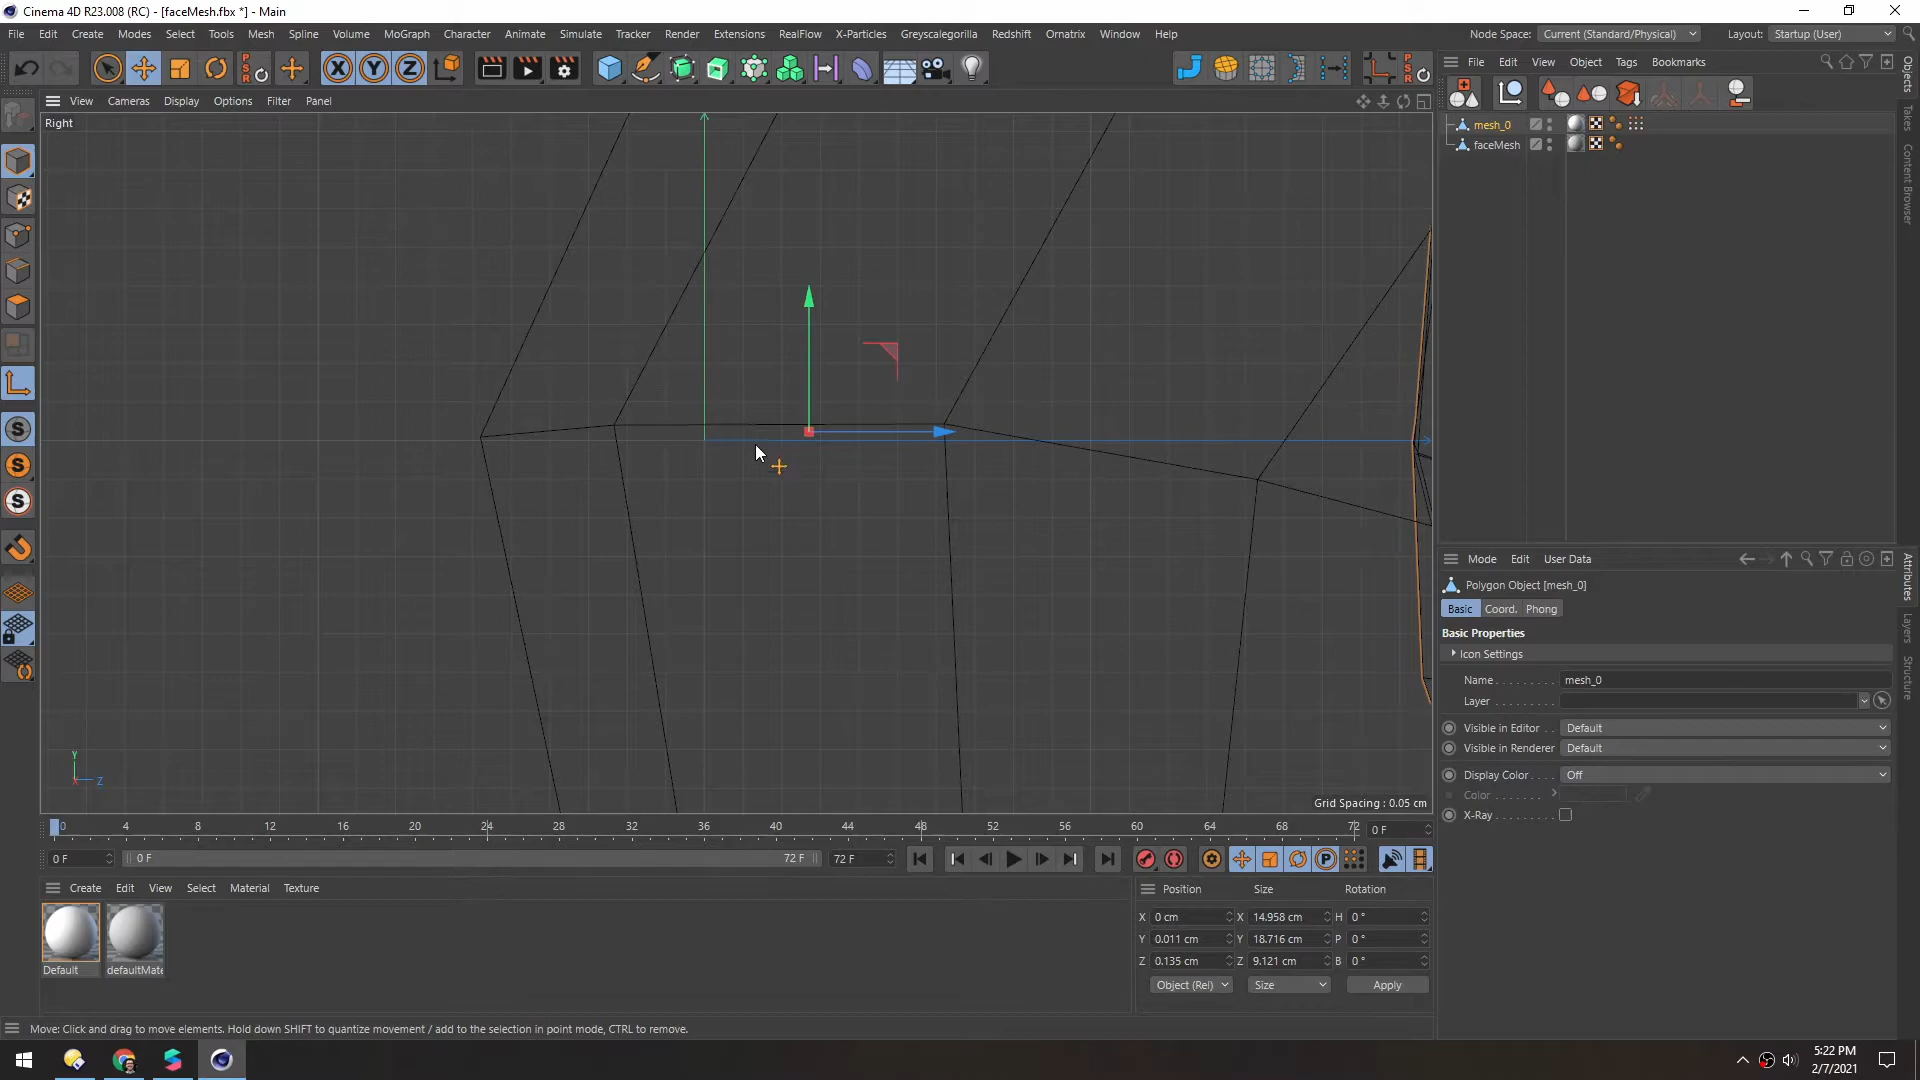 Cinema 4D R23.008 (RC) - [faceMesh.fbx *] - Main
File Edit Create Modes Select Tools Mesh Spline Volume MoGraph Character Animate Simulate Tracker Render Extensions RealFlow X-Particles Greyscalegorilla Redshift Ornatrix Window Help
Node Space: Current (Standard/Physical) Layout: Startup (User)
X Y Z PSR PSR
File Edit View Object Tags Bookmarks
View Cameras Display Options Filter Panel
Right
mesh_0
faceMesh
S
S
S
Objects
Takes
Content Browser
Mode Edit User Data
Polygon Object [mesh_0]
Basic Coord. Phong
Basic Properties
Icon Settings
Name mesh_0
Layer
Visible in Editor Default
Visible in Renderer Default
Display Color Off
Color
X-Ray
Attributes
Layers
Structure
Y
X Z
Grid Spacing : 0.05 cm
0 4 8 12 16 20 24 28 32 36 40 44 48 52 56 60 64 68 72 0 F
0 F 0 F 72 F 72 F
P
Create Edit View Select Material Texture
Default defaultMate
Position Size Rotation
X 0 cm X 14.958 cm H 0 °
Y 0.011 cm Y 18.716 cm P 0 °
Z 0.135 cm Z 9.121 cm B 0 °
Object (Rel) Size Apply
Move: Click and drag to move elements. Hold down SHIFT to quantize movement / add to the selection in point mode, CTRL to remove.
5:22 PM
2/7/2021